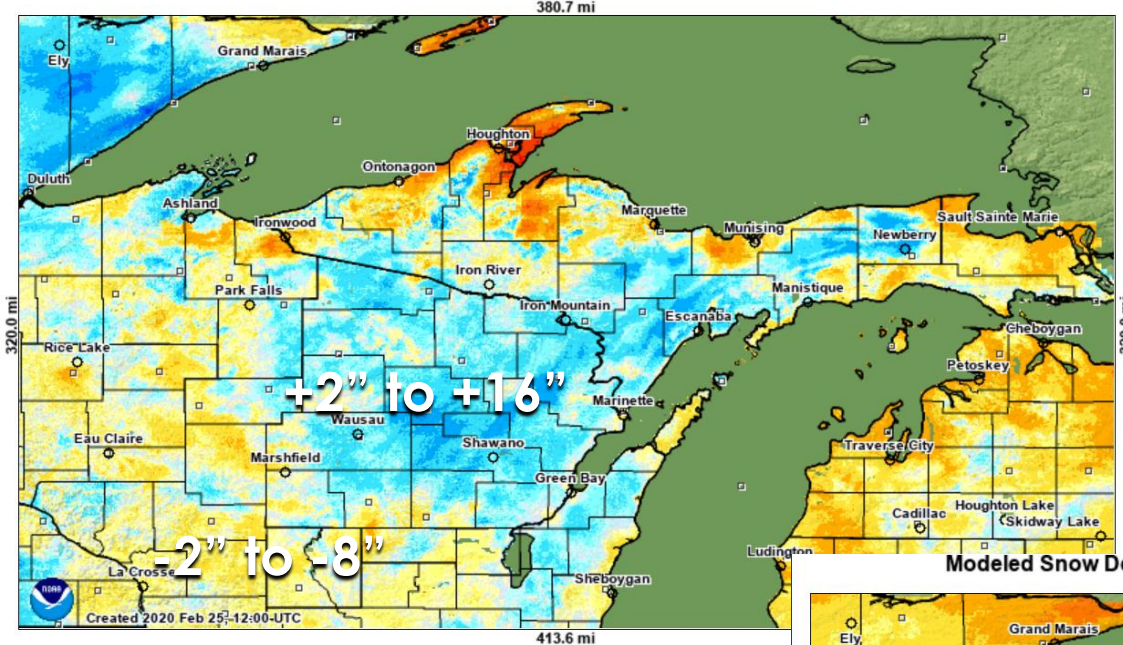 380.7 mi
Ely
Grand Marais
Houghton
Ontonagon
Duluth
Ashland
Ironwood
Marquette
Munising
Sault Sainte Marie
Newberry
Iron River
Park Falls
Manistique
Iron Mountain
Escanaba
320.0 mi
Cheboygan
Rice Lake
Petoskey
+2” to +16”
Marinette
Wausau
Eau Claire
Shawano
Traverse City
Marshfield
Green Bay
Cadillac
Houghton Lake
Skidway Lake
-2” to -8”
Ludington
La Crosse
Sheboygan
NOAA
Created 2020 Feb 25, 12:00 UTC
413.6 mi
Modeled Snow De
Ely
Grand Marais